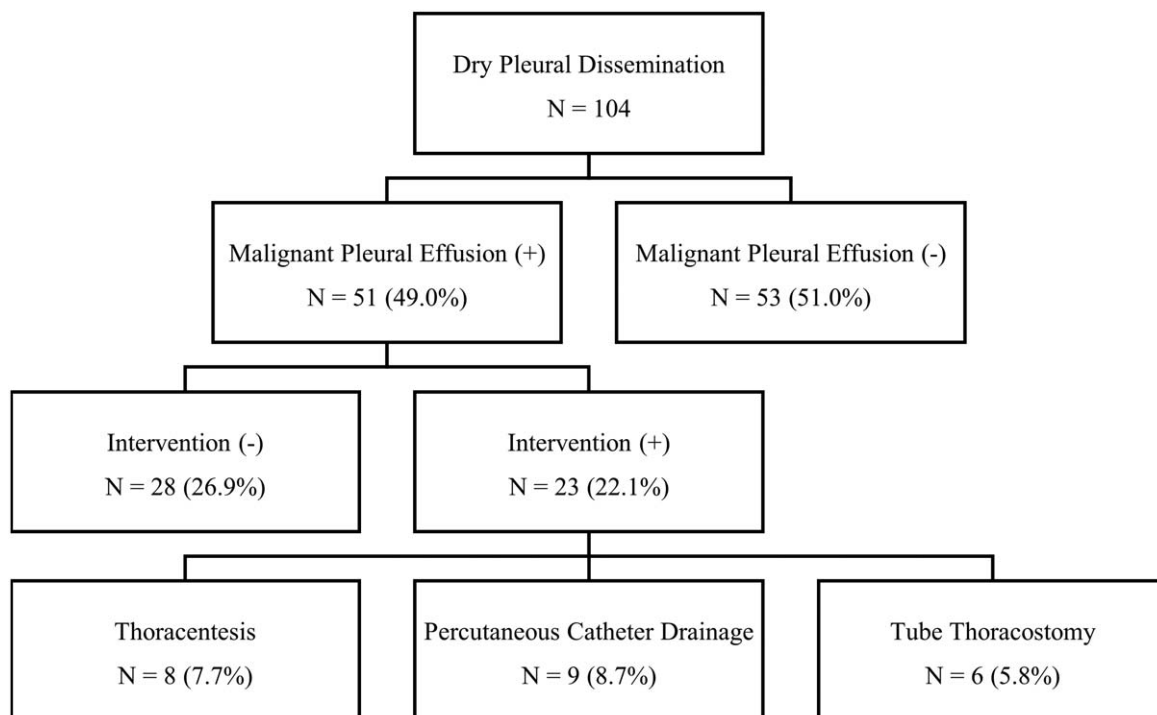 Dry Pleural Dissemination
N = 104
Malignant Pleural Effusion (+)
N = 51 (49.0%)
Malignant Pleural Effusion (-)
N = 53 (51.0%)
Intervention (-)
N = 28 (26.9%)
Intervention (+)
N = 23 (22.1%)
Thoracentesis
N = 8 (7.7%)
Percutaneous Catheter Drainage
N = 9 (8.7%)
Tube Thoracostomy
N = 6 (5.8%)